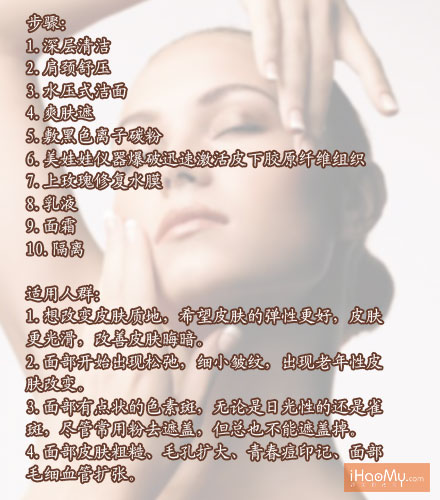 步骤:
1.深层清洁
2.肩颈舒压
3.水压式洁面
4.爽肤遮
5.敷黑色离子碳粉
6.美娃娃仪器爆破迅速激活皮下胶原纤维组织
7.上玫瑰修复水膜
8.乳液
9.面霜
10.隔离
适用人群:
1.想改变皮肤质地，希望皮肤的弹性更好，皮肤
更光滑，改善皮肤晦暗。
2.面部开始出现松弛，细小皱纹，出现老年性皮
肤改变。
3.面部有点状的色素斑，无论是日光性的还是雀
斑，尽管常用粉去遮盖，但总也不能遮盖掉。
4.面部皮肤粗糙、毛孔扩大、青春痘印记、面部
毛细血管扩张。
iHaoMy.com